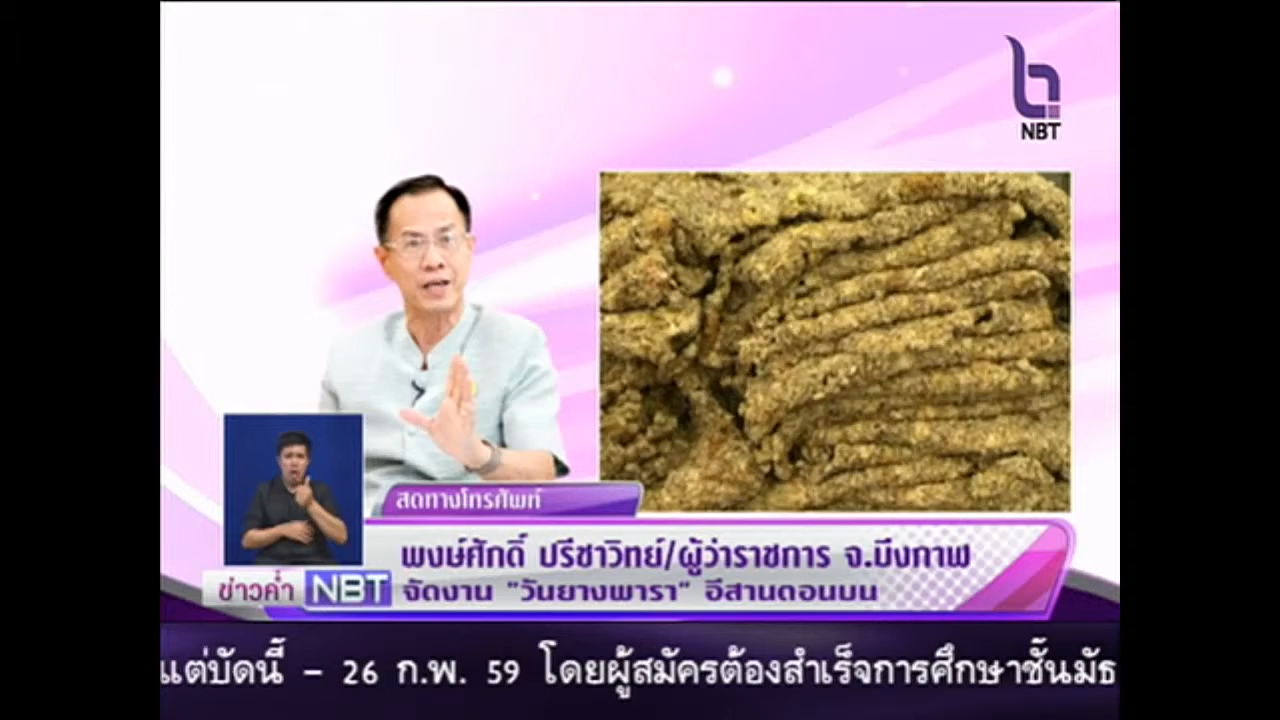 NBT
สดทางโทรศัพท์
พงษ์ศักดิ์ ปรีชาวิทย์/ผู้ว่าราชการ จ.บึงกาฬ
ข่าวค่ำ NBT
จัดงาน "วันยางพารา" อีสานตอนบน
แต่บัดนี้ – 26 ก.พ. 59 โดยผู้สมัครต้องสำเร็จการศึกษาชั้นมัธ